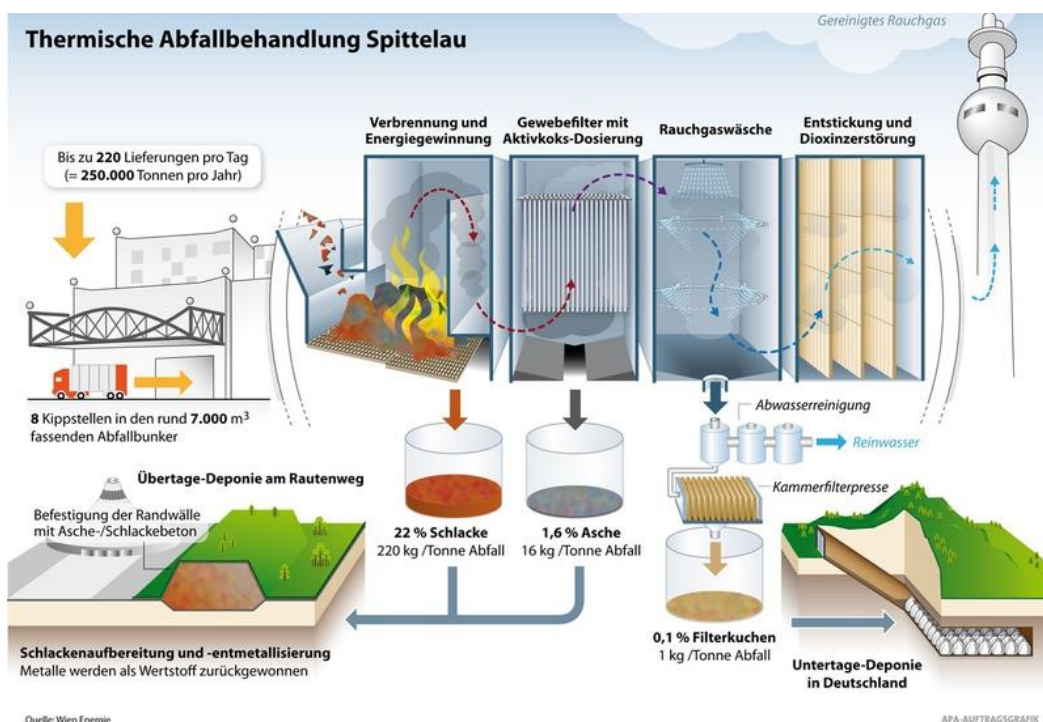 Gereinigtes Rauchgas
Thermische Abfallbehandlung Spittelau
Verbrennung und
Energiegewinnung
Gewebefilter mit
Aktivkoks-Dosierung
Rauchgaswäsche
Entstickung und
Dioxinzerstörung
Bis zu 220 Lieferungen pro Tag
(= 250.000 Tonnen pro Jahr)
8 Kippstellen in den rund 7.000 m³
fassenden Abfallbunker
Abwasserreinigung
Reinwasser
Kammerfilterpresse
Übertage-Deponie am Rautenweg
Befestigung der Randwälle
mit Asche-/Schlackebeton
22 % Schlacke
220 kg /Tonne Abfall
1,6 % Asche
16 kg /Tonne Abfall
0,1 % Filterkuchen
1 kg /Tonne Abfall
Schlackenaufbereitung und -entmetallisierung
Metalle werden als Wertstoff zurückgewonnen
Untertage-Deponie
in Deutschland
Quelle: Wien Energie
APA-AUFTRAGSGRAFIK